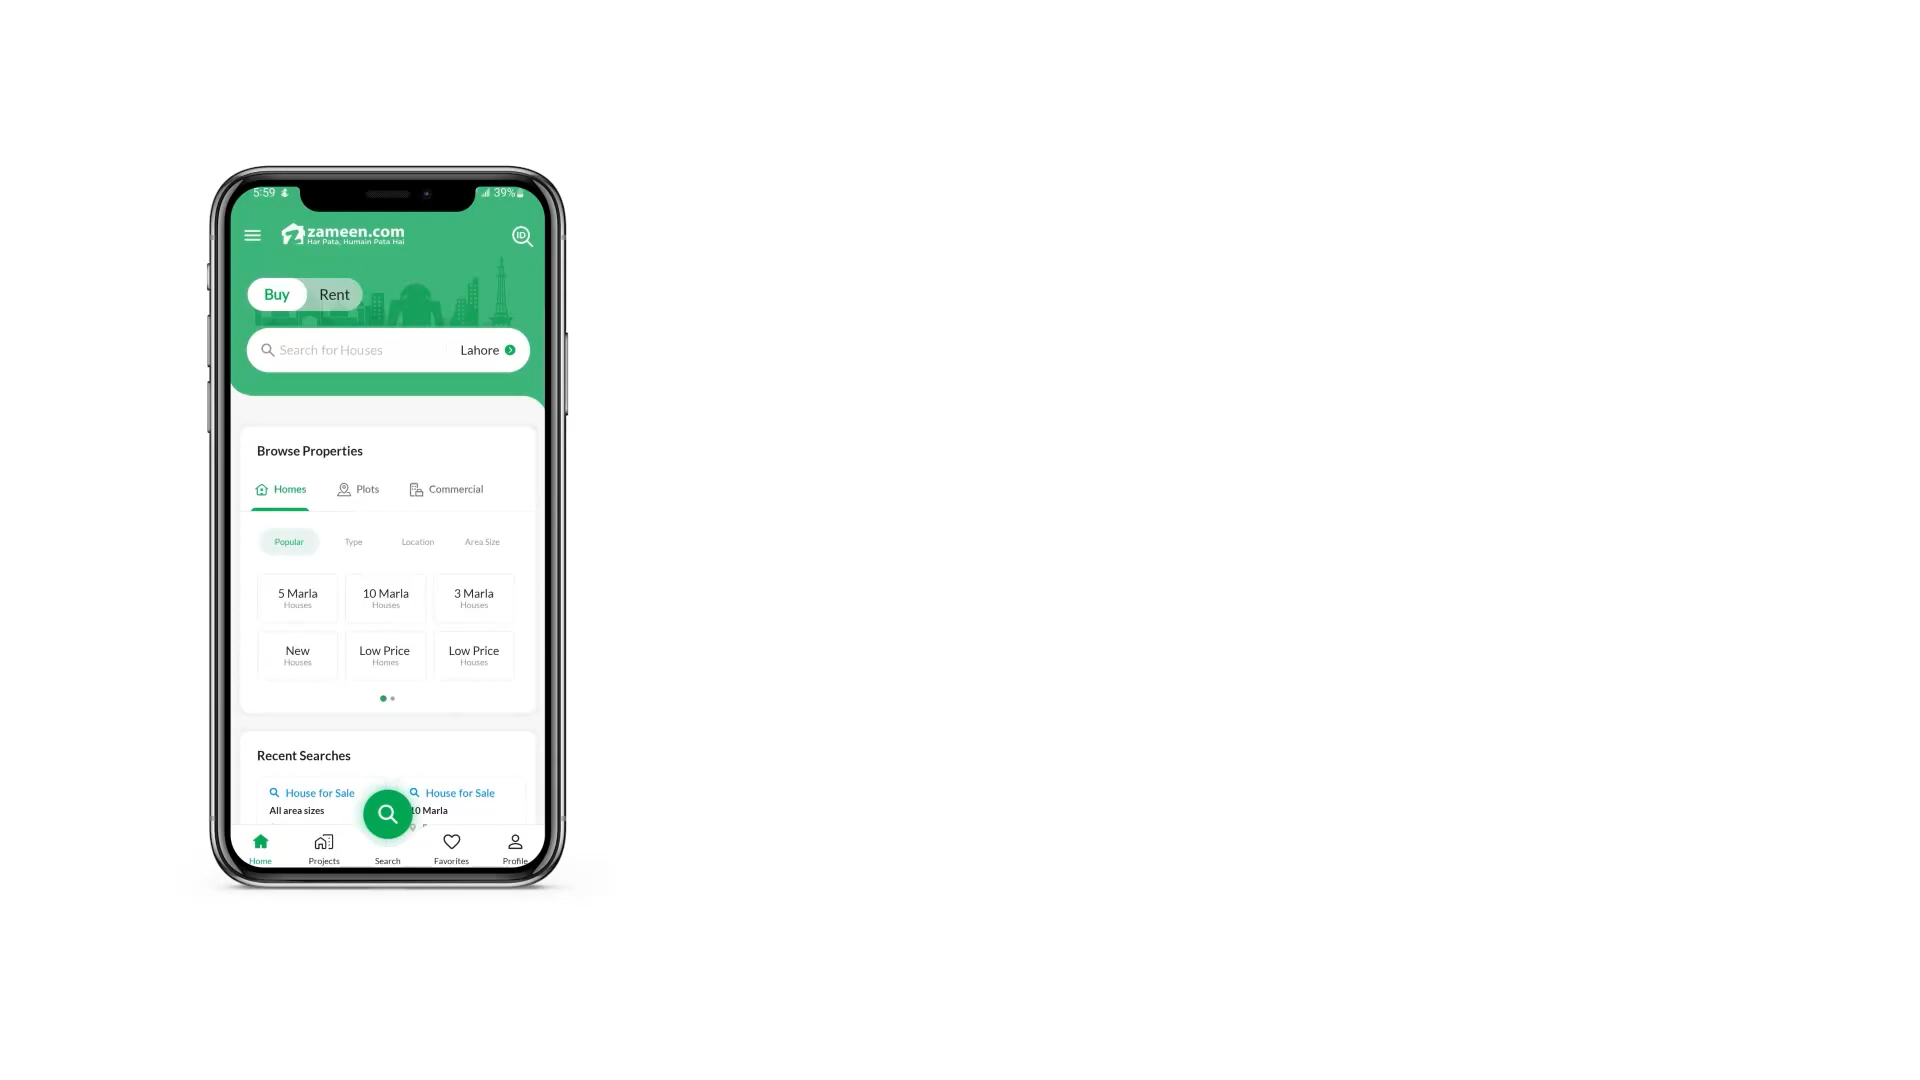 5:59
39%
zameen.com
Har Pata, Humain Pata Hai
ID
Buy Rent
Search for Houses Lahore
Browse Properties
Homes Plots Commercial
Popular Type Location Area Size
5 Marla 10 Marla 3 Marla
Houses Houses Houses
New Low Price Low Price
Houses Homes Houses
Recent Searches
House for Sale House for Sale
All area sizes 10 Marla
Home Projects Search Favorites Profile